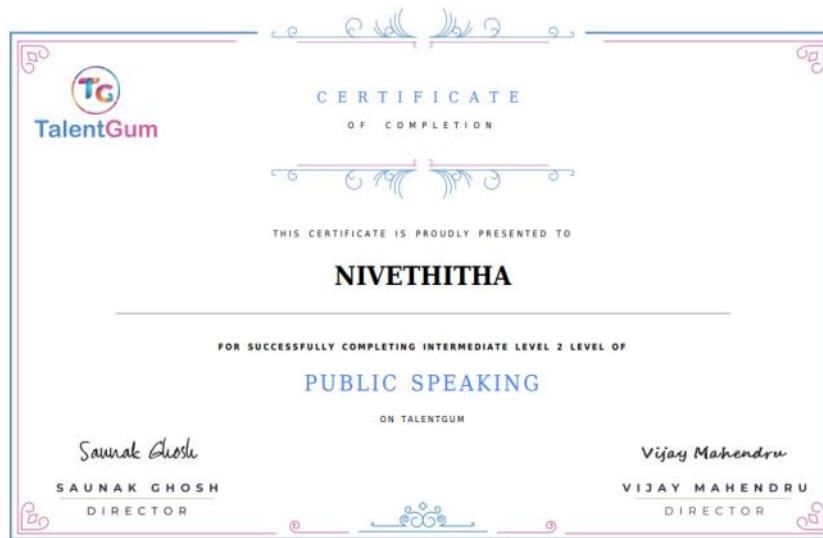 TG
TalentGum
CERTIFICATE
OF COMPLETION
THIS CERTIFICATE IS PROUDLY PRESENTED TO
NIVETHITHA
FOR SUCCESSFULLY COMPLETING INTERMEDIATE LEVEL 2 LEVEL OF
PUBLIC SPEAKING
ON TALENTGUM
Saunak Ghosh
SAUNAK GHOSH
DIRECTOR
Vijay Mahendru
VIJAY MAHENDRU
DIRECTOR